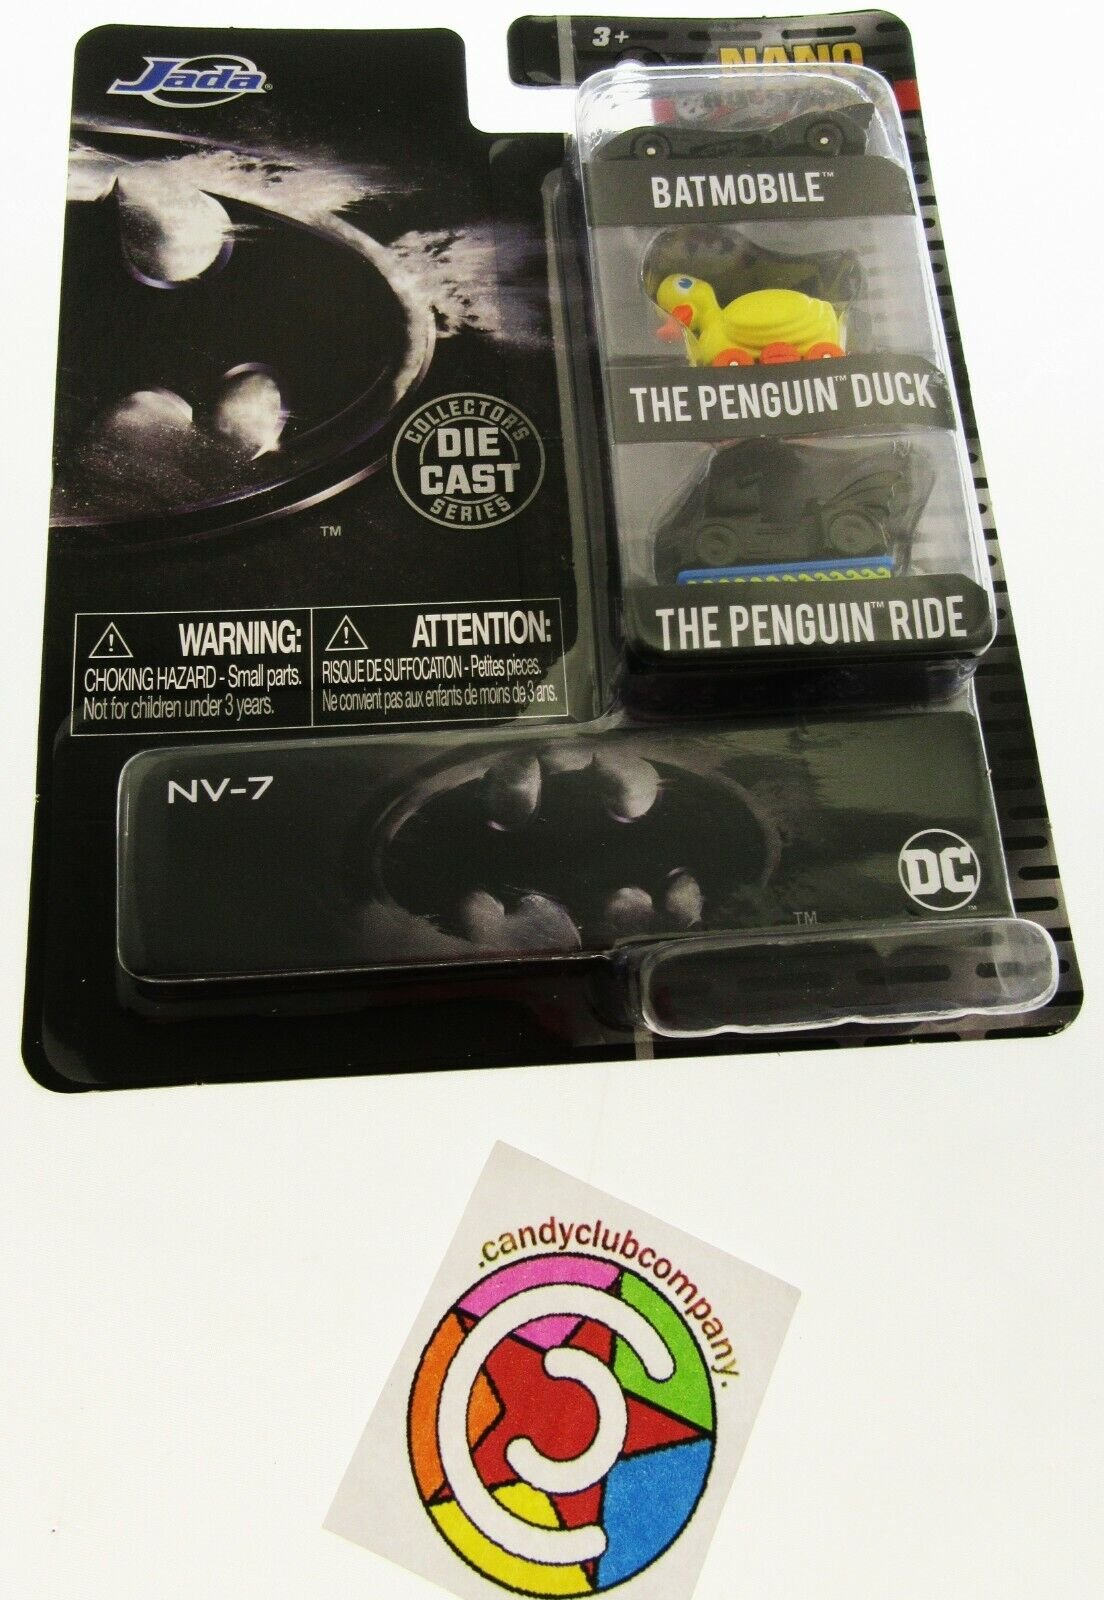 Jada®
3+
NANO
BATMOBILE™
THE PENGUIN™ DUCK
THE PENGUIN™ RIDE
COLLECTOR'S
DIE
CAST
SERIES
TM
WARNING:
CHOKING HAZARD - Small parts.
Not for children under 3 years.
ATTENTION:
RISQUE DE SUFFOCATION - Petites pieces.
Ne convient pas aux enfants de moins de 3 ans.
NV-7
TM
DC™
.candyclubcompany.